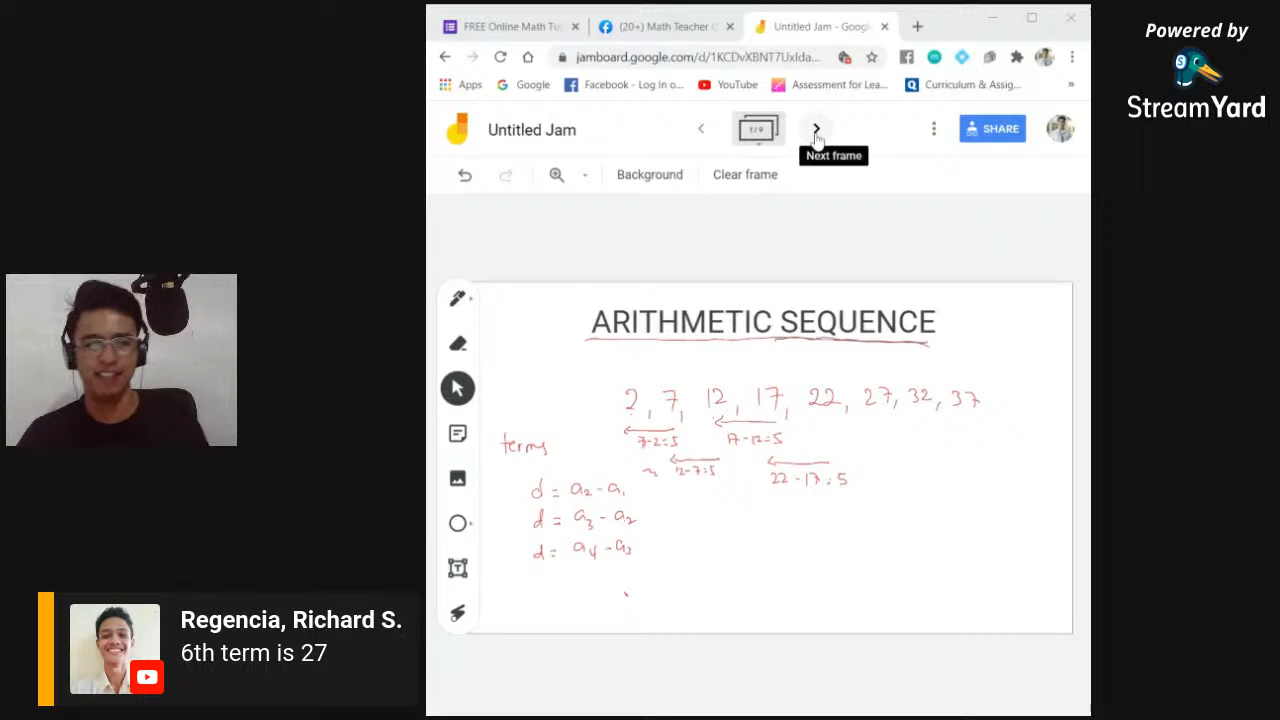 FREE Online Math Tu
(20+) Math Teacher
Untitled Jam - Google
jamboard.google.com/d/1KCDvXBNT7UxIda...
Apps
Google
Facebook - Log In o...
YouTube
Assessment for Lea...
Curriculum & Assig...
»
Untitled Jam
1/9
SHARE
Next frame
Background
Clear frame
ARITHMETIC SEQUENCE
2, 7, 12, 17, 22, 27, 32, 37
7-2=5
17-12=5
terms
12-7=5
22-17=5
d = a₂ - a₁
d = a₃ - a₂
d = a₄ - a₃
Regencia, Richard S.
6th term is 27
Powered by
StreamYard